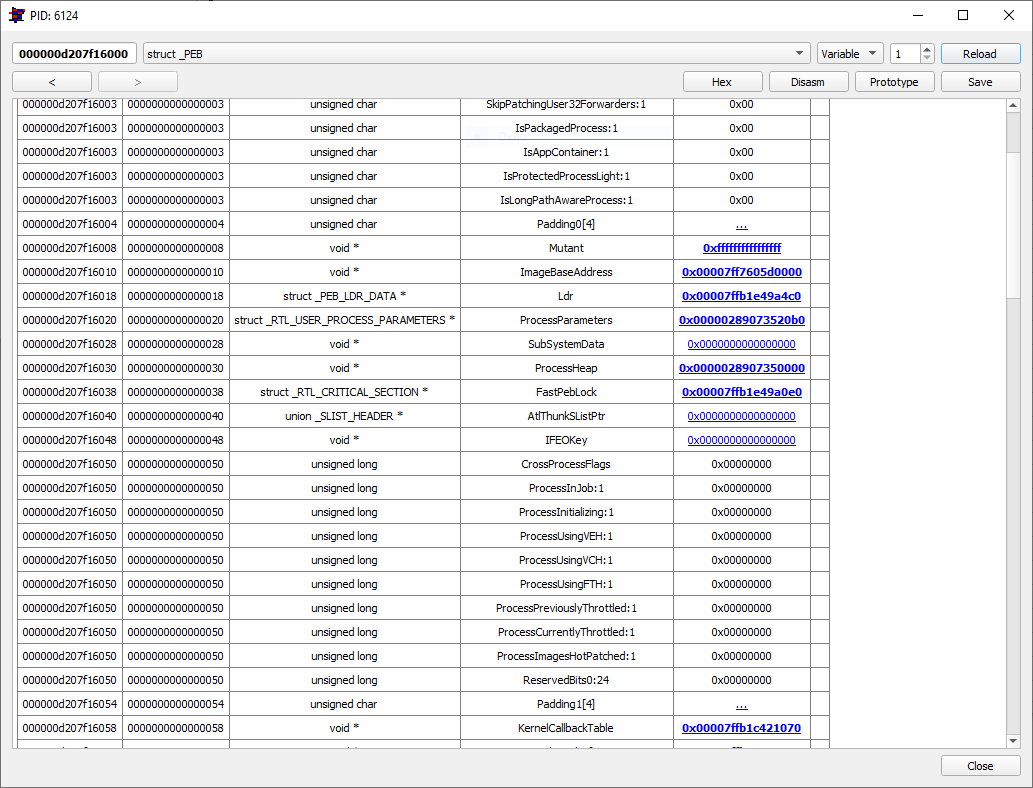 PID: 6124
000000d207f16000 struct _PEB Variable 1 Reload
< > Hex Disasm Prototype Save
000000d207f16003 0000000000000003 unsigned char SkipPatchingUser32Forwarders:1 0x00
000000d207f16003 0000000000000003 unsigned char IsPackagedProcess:1 0x00
000000d207f16003 0000000000000003 unsigned char IsAppContainer:1 0x00
000000d207f16003 0000000000000003 unsigned char IsProtectedProcessLight:1 0x00
000000d207f16003 0000000000000003 unsigned char IsLongPathAwareProcess:1 0x00
000000d207f16004 0000000000000004 unsigned char Padding0[4] ...
000000d207f16008 0000000000000008 void * Mutant 0xffffffffffffffff
000000d207f16010 0000000000000010 void * ImageBaseAddress 0x00007ff7605d0000
000000d207f16018 0000000000000018 struct _PEB_LDR_DATA * Ldr 0x00007ffb1e49a4c0
000000d207f16020 0000000000000020 struct _RTL_USER_PROCESS_PARAMETERS * ProcessParameters 0x00000289073520b0
000000d207f16028 0000000000000028 void * SubSystemData 0x0000000000000000
000000d207f16030 0000000000000030 void * ProcessHeap 0x0000028907350000
000000d207f16038 0000000000000038 struct _RTL_CRITICAL_SECTION * FastPebLock 0x00007ffb1e49a0e0
000000d207f16040 0000000000000040 union _SLIST_HEADER * AtlThunkSListPtr 0x0000000000000000
000000d207f16048 0000000000000048 void * IFEOKey 0x0000000000000000
000000d207f16050 0000000000000050 unsigned long CrossProcessFlags 0x00000000
000000d207f16050 0000000000000050 unsigned long ProcessInJob:1 0x00000000
000000d207f16050 0000000000000050 unsigned long ProcessInitializing:1 0x00000000
000000d207f16050 0000000000000050 unsigned long ProcessUsingVEH:1 0x00000000
000000d207f16050 0000000000000050 unsigned long ProcessUsingVCH:1 0x00000000
000000d207f16050 0000000000000050 unsigned long ProcessUsingFTH:1 0x00000000
000000d207f16050 0000000000000050 unsigned long ProcessPreviouslyThrottled:1 0x00000000
000000d207f16050 0000000000000050 unsigned long ProcessCurrentlyThrottled:1 0x00000000
000000d207f16050 0000000000000050 unsigned long ProcessImagesHotPatched:1 0x00000000
000000d207f16050 0000000000000050 unsigned long ReservedBits0:24 0x00000000
000000d207f16054 0000000000000054 unsigned char Padding1[4] ...
000000d207f16058 0000000000000058 void * KernelCallbackTable 0x00007ffb1c421070
Close